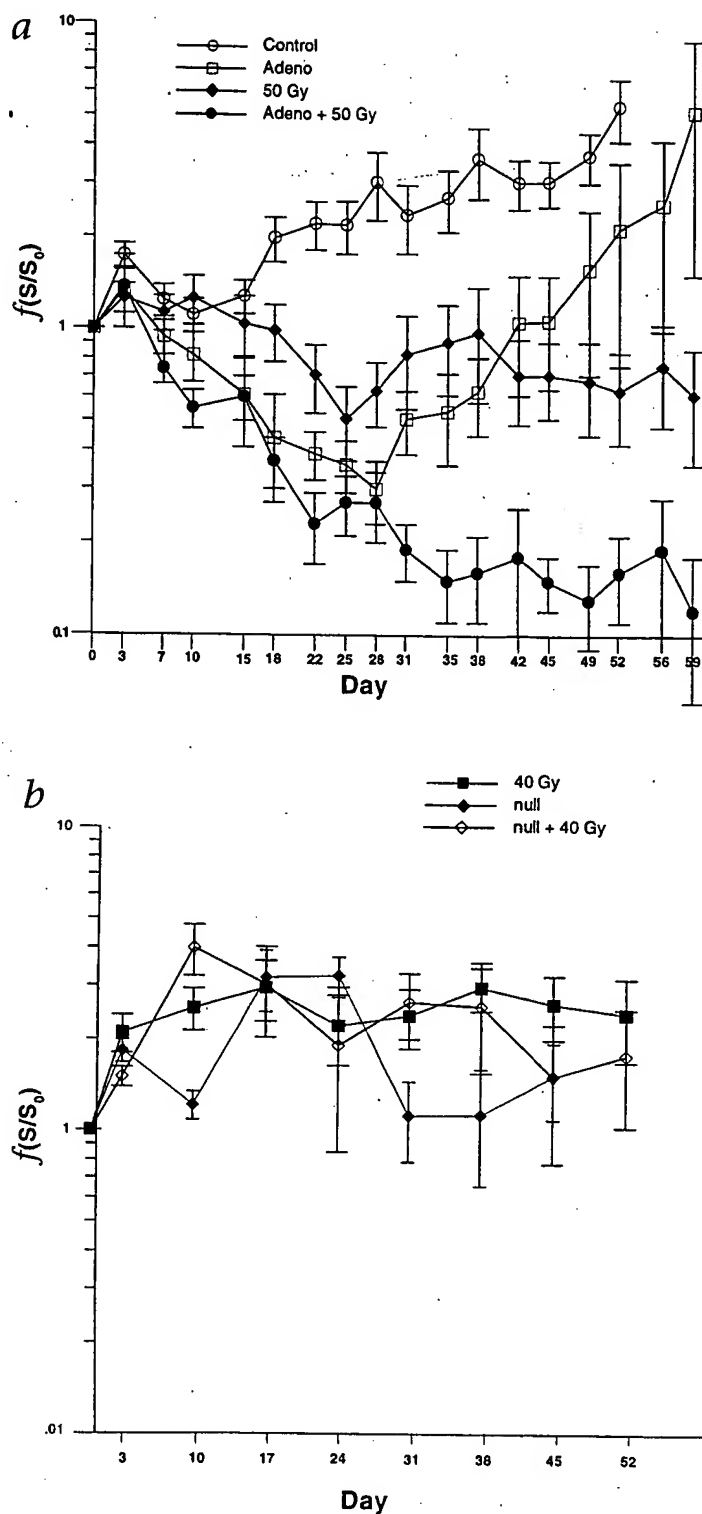 a
10
Control
Adeno
50 Gy
Adeno + 50 Gy
f(S/S0)
1
0.1
0 3 7 10 15 18 22 25 28 31 35 38 42 45 49 52 56 59
Day
b
40 Gy
null
null + 40 Gy
10
f(S/S0)
1
.01
3 10 17 24 31 38 45 52
Day